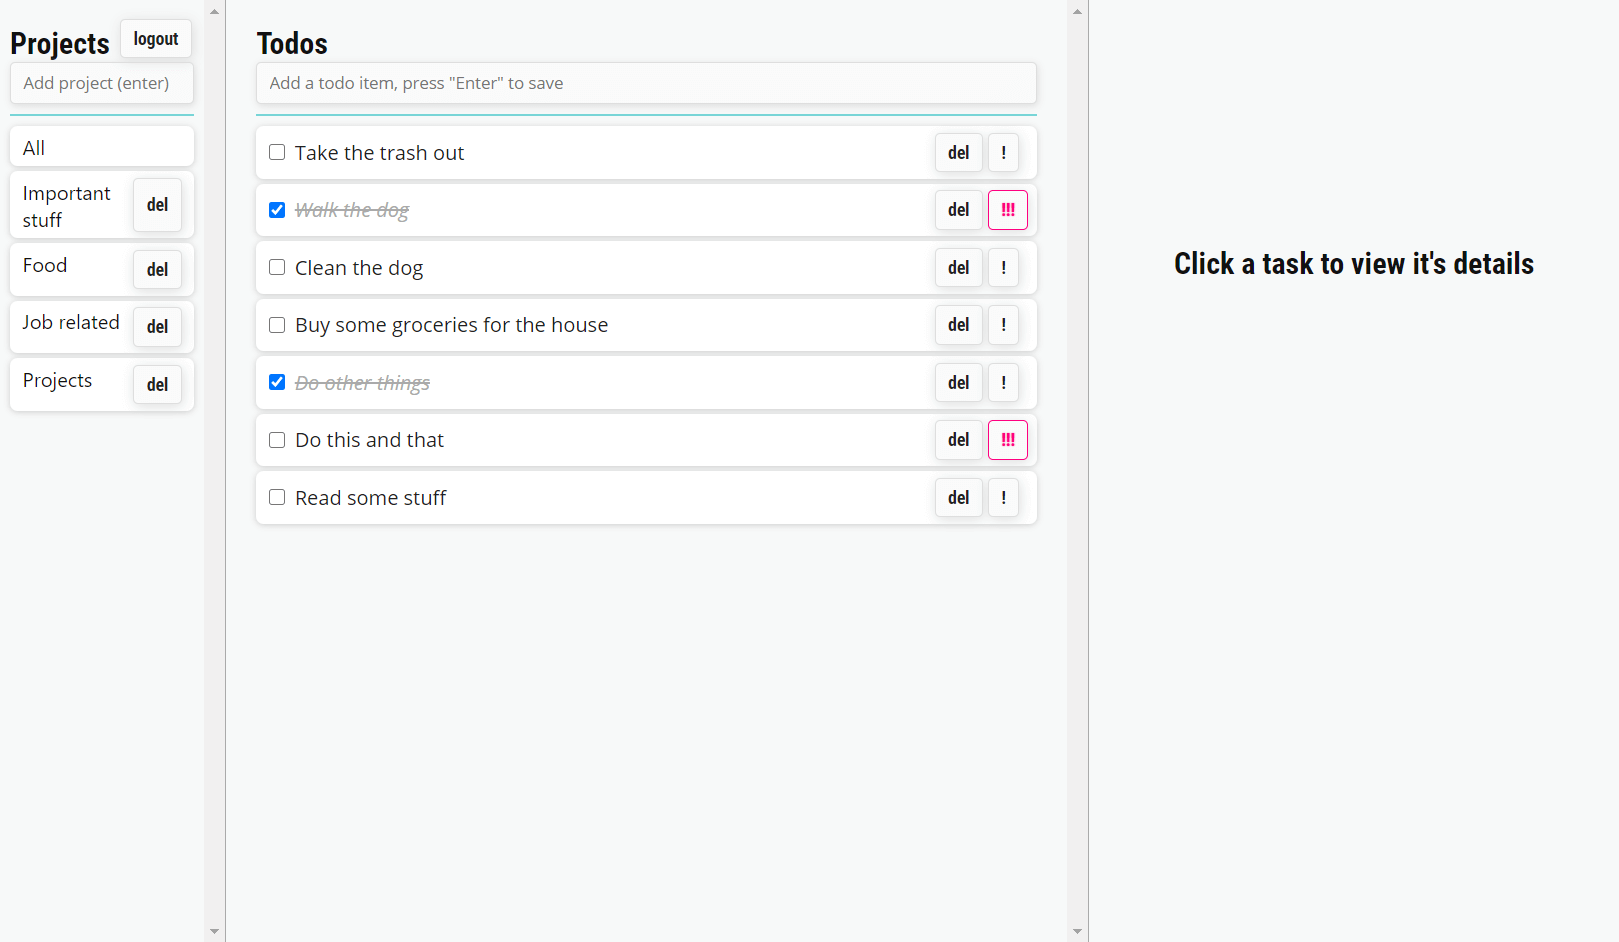 Projects
logout
Add project (enter)
All
Important
stuff
del
Food
del
Job related
del
Projects
del
Todos
Add a todo item, press "Enter" to save
Take the trash out
del
!
Walk the dog
del
!!!
Clean the dog
del
!
Buy some groceries for the house
del
!
Do other things
del
!
Do this and that
del
!!!
Read some stuff
del
!
Click a task to view it's details